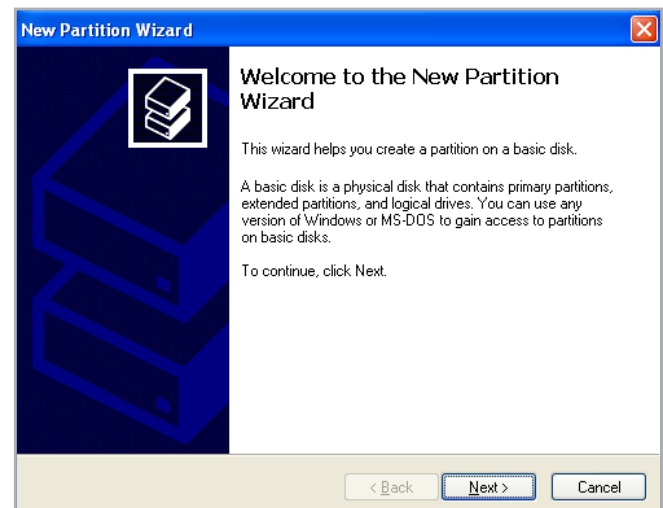 New Partition Wizard
Welcome to the New Partition
Wizard
This wizard helps you create a partition on a basic disk.
A basic disk is a physical disk that contains primary partitions,
extended partitions, and logical drives. You can use any
version of Windows or MS-DOS to gain access to partitions
on basic disks.
To continue, click Next.
< Back
Next >
Cancel